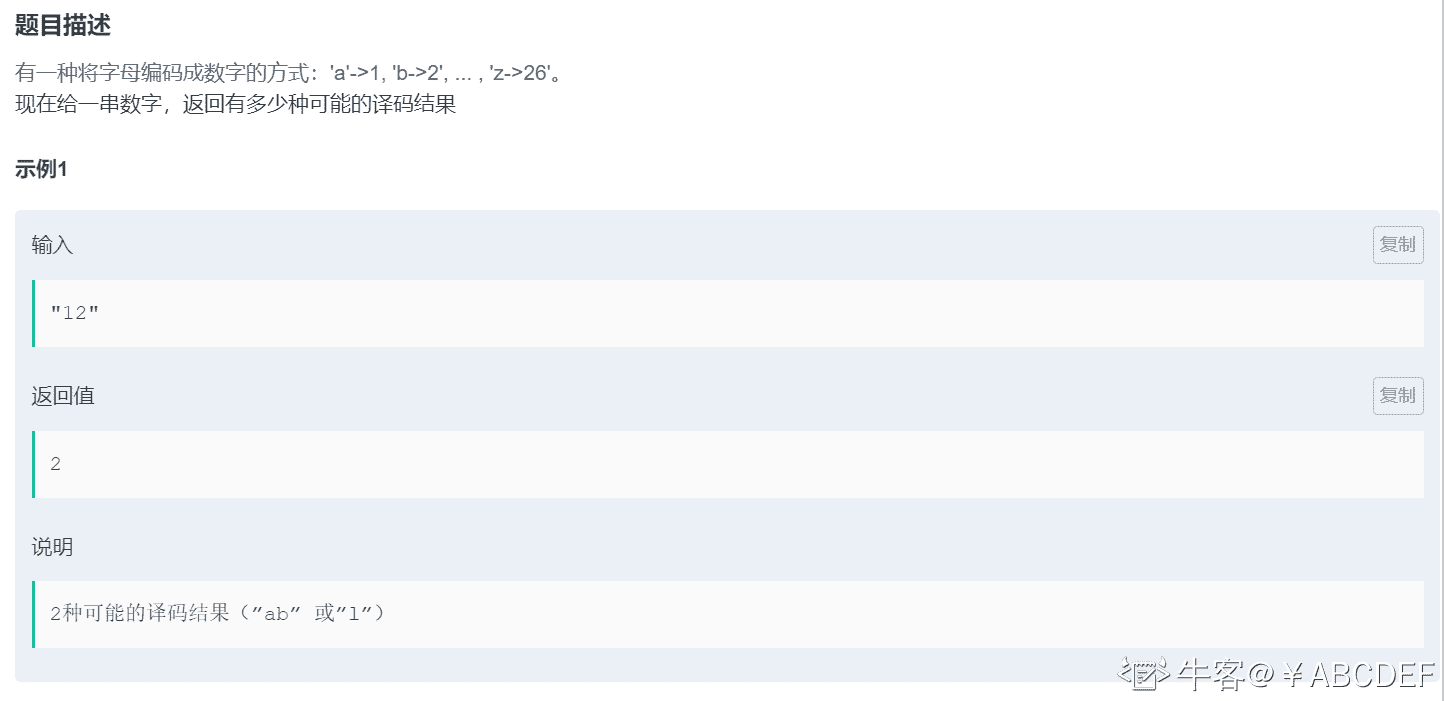 题目描述
有一种将字母编码成数字的方式：'a'->1, 'b->2', ... , 'z->26'。
现在给一串数字，返回有多少种可能的译码结果
示例1
输入
复制
"12"
返回值
复制
2
说明
2种可能的译码结果（”ab” 或”l”）
牛客@￥ABCDEF